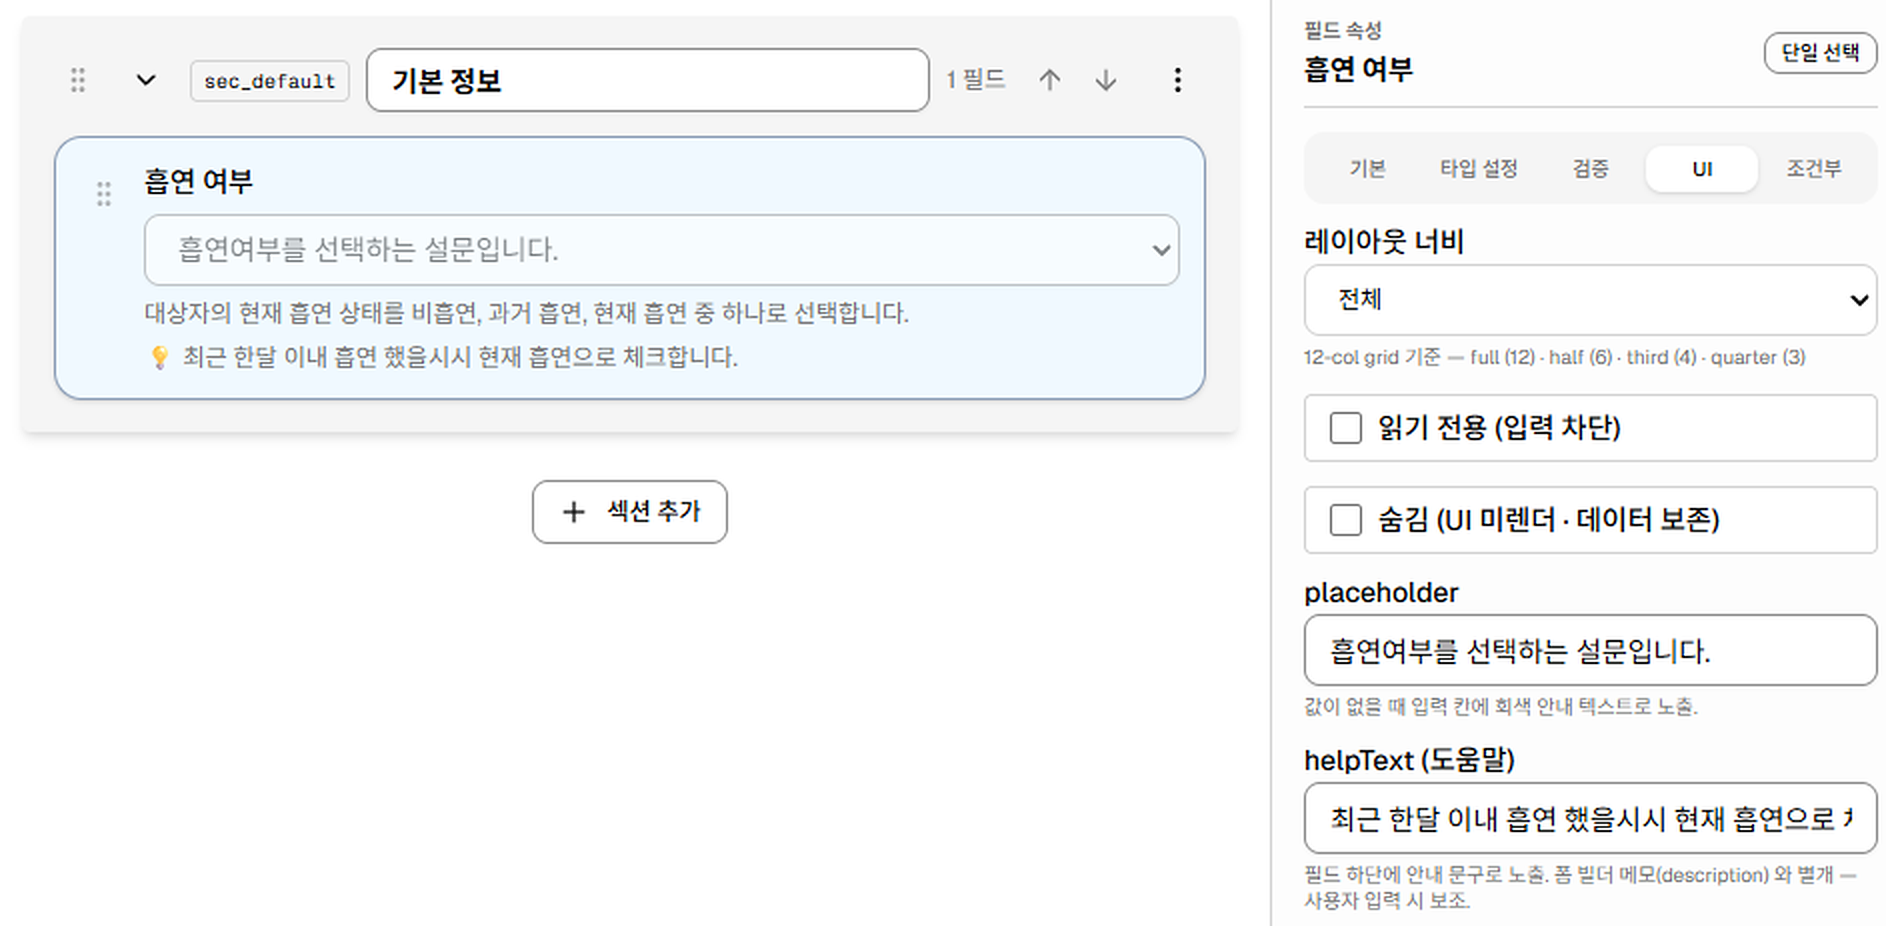 sec_default
기본 정보
1 필드
흡연 여부
흡연여부를 선택하는 설문입니다.
대상자의 현재 흡연 상태를 비흡연, 과거 흡연, 현재 흡연 중 하나로 선택합니다.
💡 최근 한달 이내 흡연 했을시시 현재 흡연으로 체크합니다.
+ 섹션 추가
필드 속성
흡연 여부
단일 선택
기본
타입 설정
검증
UI
조건부
레이아웃 너비
전체
12-col grid 기준 — full (12) · half (6) · third (4) · quarter (3)
읽기 전용 (입력 차단)
숨김 (UI 미렌더 · 데이터 보존)
placeholder
흡연여부를 선택하는 설문입니다.
값이 없을 때 입력 칸에 회색 안내 텍스트로 노출.
helpText (도움말)
최근 한달 이내 흡연 했을시시 현재 흡연으로
필드 하단에 안내 문구로 노출. 폼 빌더 메모(description) 와 별개 —
사용자 입력 시 보조.